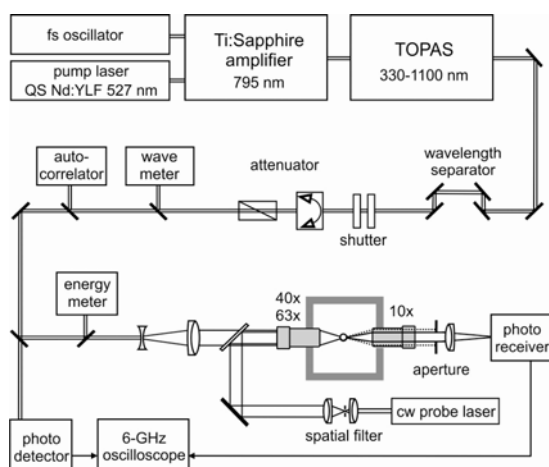 fs oscillator
pump laser
QS Nd:YLF 527 nm
Ti:Sapphire
amplifier
795 nm
TOPAS
330-1100 nm
auto-
correlator
wave
meter
attenuator
shutter
wavelength
separator
energy
meter
40x
63x
10x
aperture
photo
receiver
spatial filter
cw probe laser
photo
detector
6-GHz
oscilloscope